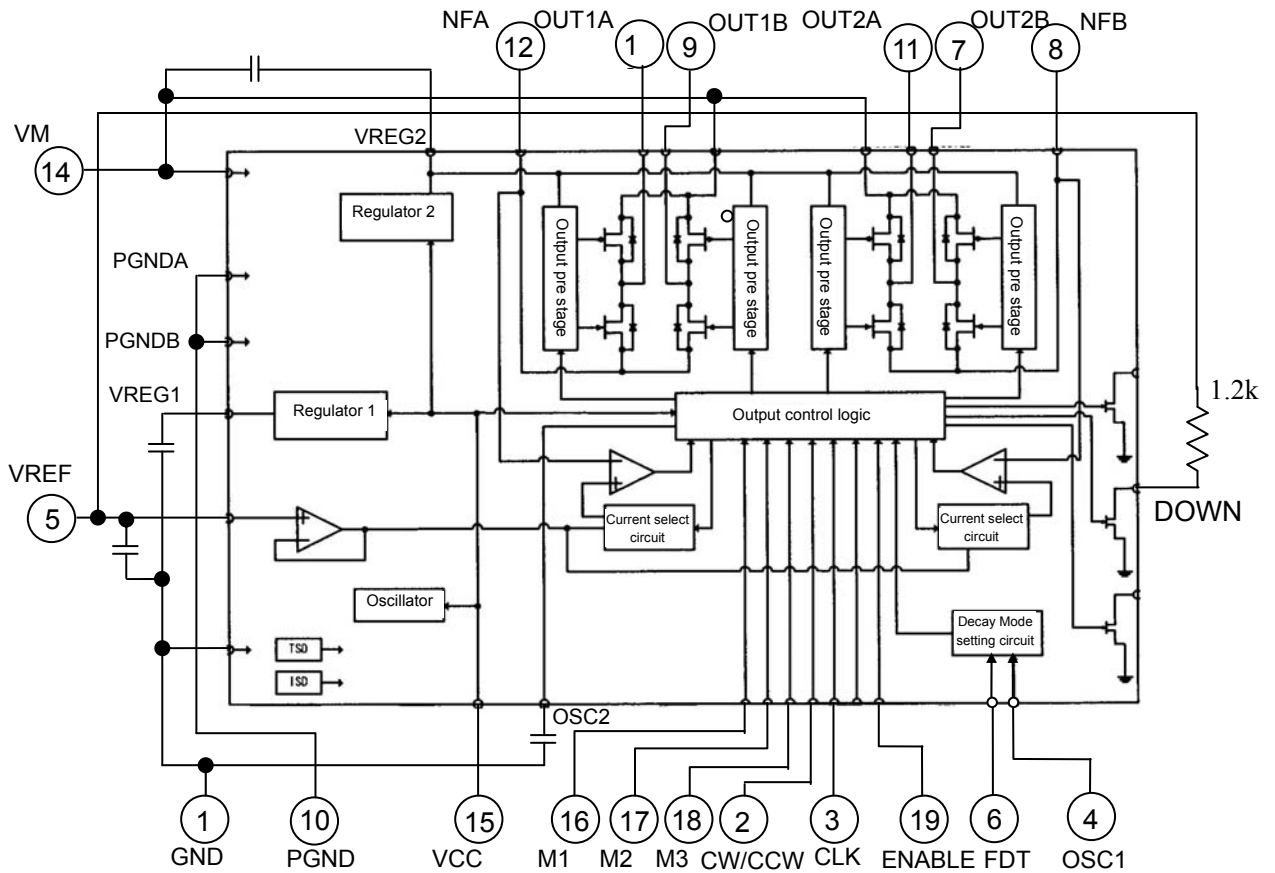 NFA OUT1A OUT1B OUT2A OUT2B NFB
12 1 9 11 7 8
VM
14
VREG2
Regulator 2
Output pre stage
Output pre stage
Output pre stage
Output pre stage
PGNDA
PGNDB
VREG1
Regulator 1
Output control logic
1.2k
VREF
5
Current select
circuit
Current select
circuit
DOWN
Oscillator
Decay Mode
setting circuit
TSD
ISD
OSC2
1 10 15 16 17 18 2 3 19 6 4
GND PGND VCC M1 M2 M3 CW/CCW CLK ENABLE FDT OSC1